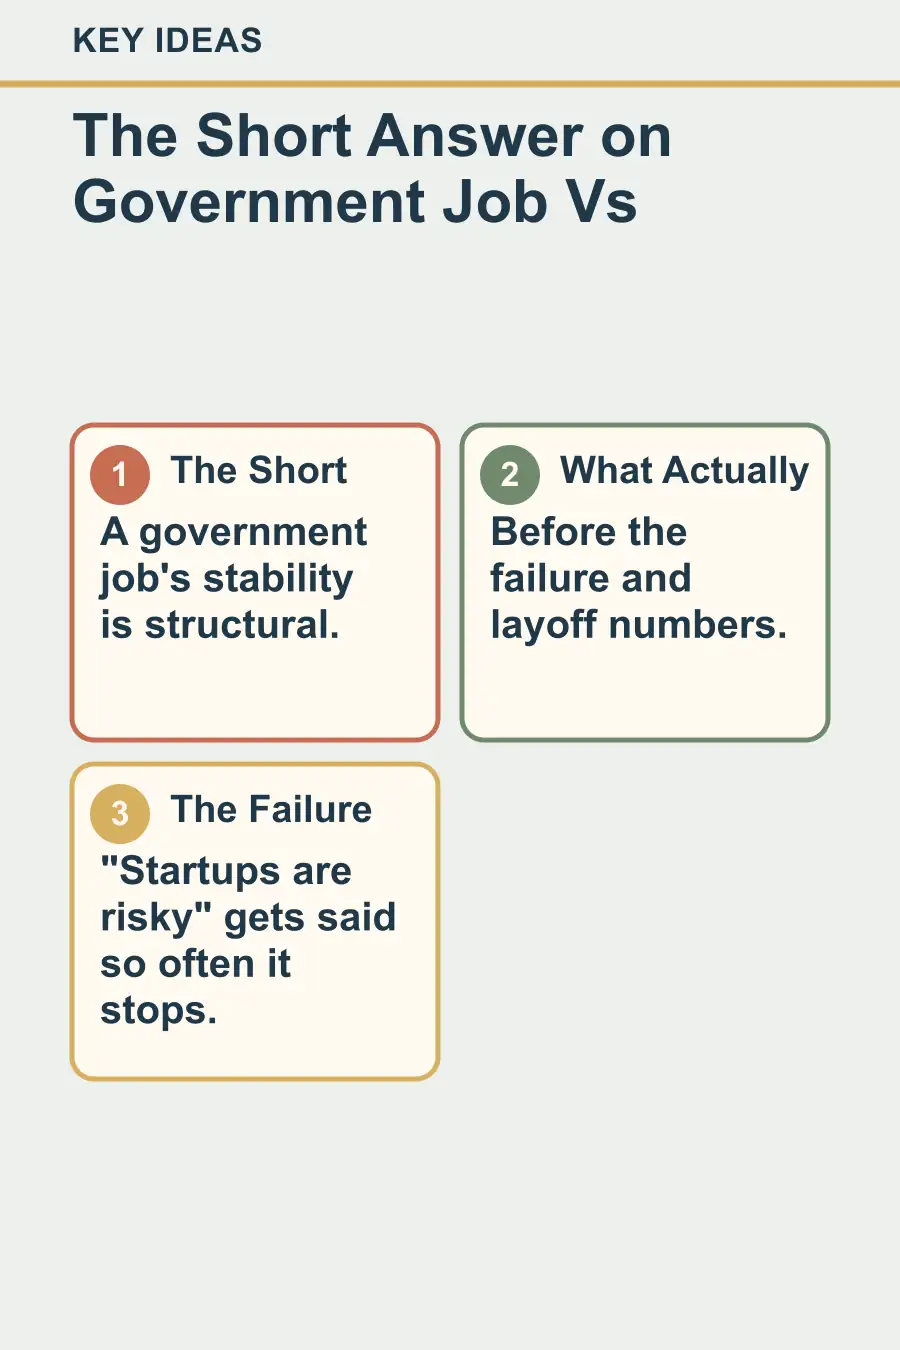 KEY IDEAS
The Short Answer on
Government Job Vs
1 The Short
A government
job's stability
is structural.
2 What Actually
Before the
failure and
layoff numbers.
3 The Failure
"Startups are
risky" gets said
so often it
stops.